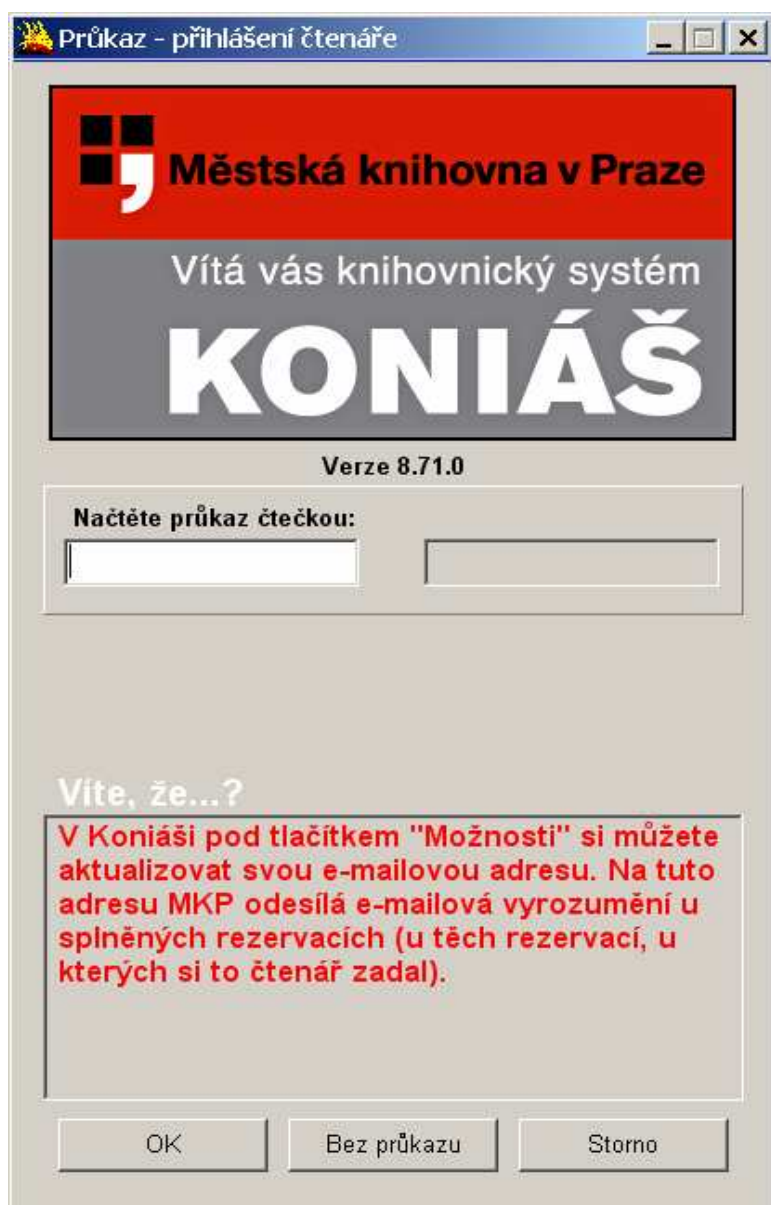 Průkaz - přihlášení čtenáře
Městská knihovna v Praze
Vítá vás knihovnický systém
KONIÁŠ
Verze 8.71.0
Načtěte průkaz čtečkou:
Víte, že...?
V Koniáši pod tlačítkem "Možnosti" si můžete
aktualizovat svou e-mailovou adresu. Na tuto
adresu MKP odesílá e-mailová vyrozumění u
splněných rezervacích (u těch rezervací, u
kterých si to čtenář zadal).
OK
Bez průkazu
Storno